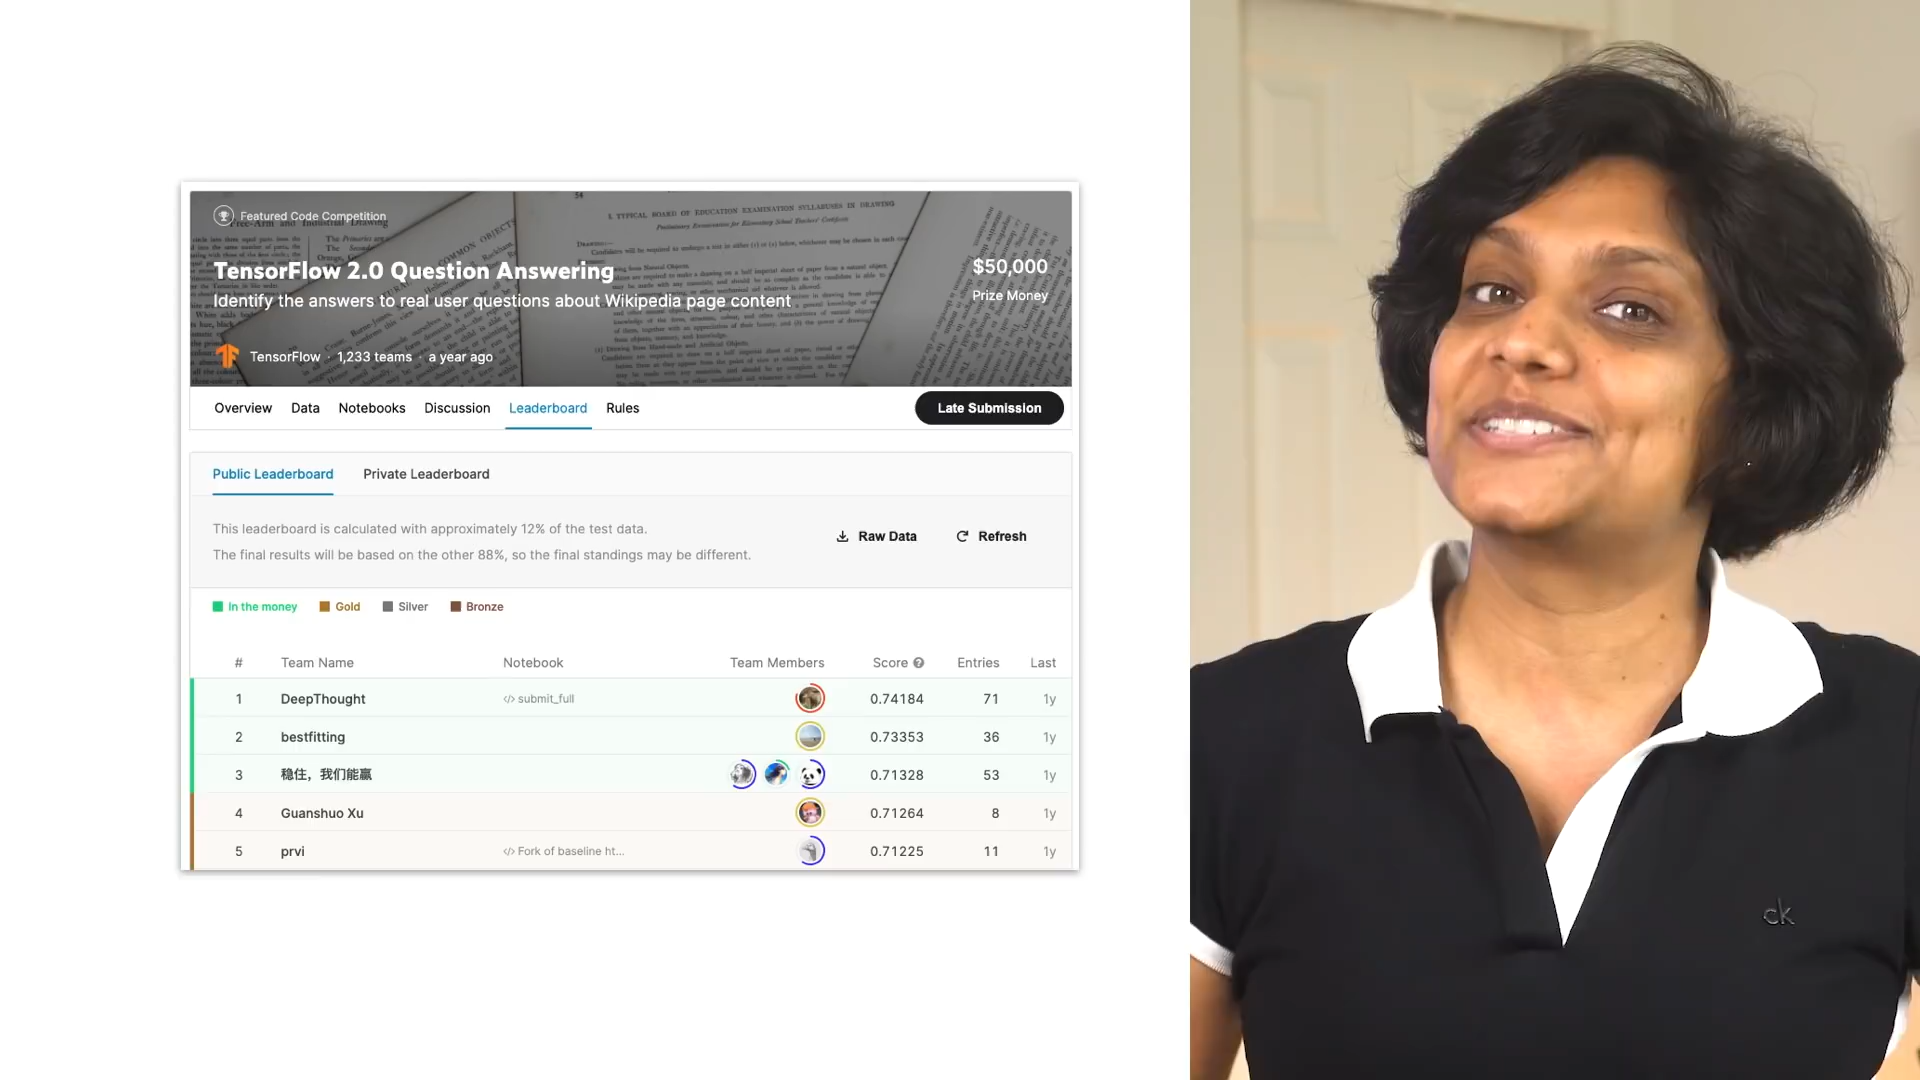 Featured Code Competition
TensorFlow 2.0 Question Answering
Identify the answers to real user questions about Wikipedia page content
$50,000
Prize Money
TensorFlow · 1,233 teams · a year ago
Overview Data Notebooks Discussion Leaderboard Rules Late Submission
Public Leaderboard Private Leaderboard
This leaderboard is calculated with approximately 12% of the test data.
The final results will be based on the other 88%, so the final standings may be different.
Raw Data Refresh
In the money Gold Silver Bronze
# Team Name Notebook Team Members Score Entries Last
1 DeepThought </> submit_full 0.74184 71 1y
2 bestfitting 0.73353 36 1y
3 稳住，我们能赢 0.71328 53 1y
4 Guanshuo Xu 0.71264 8 1y
5 prvi </> Fork of baseline ht... 0.71225 11 1y
ck